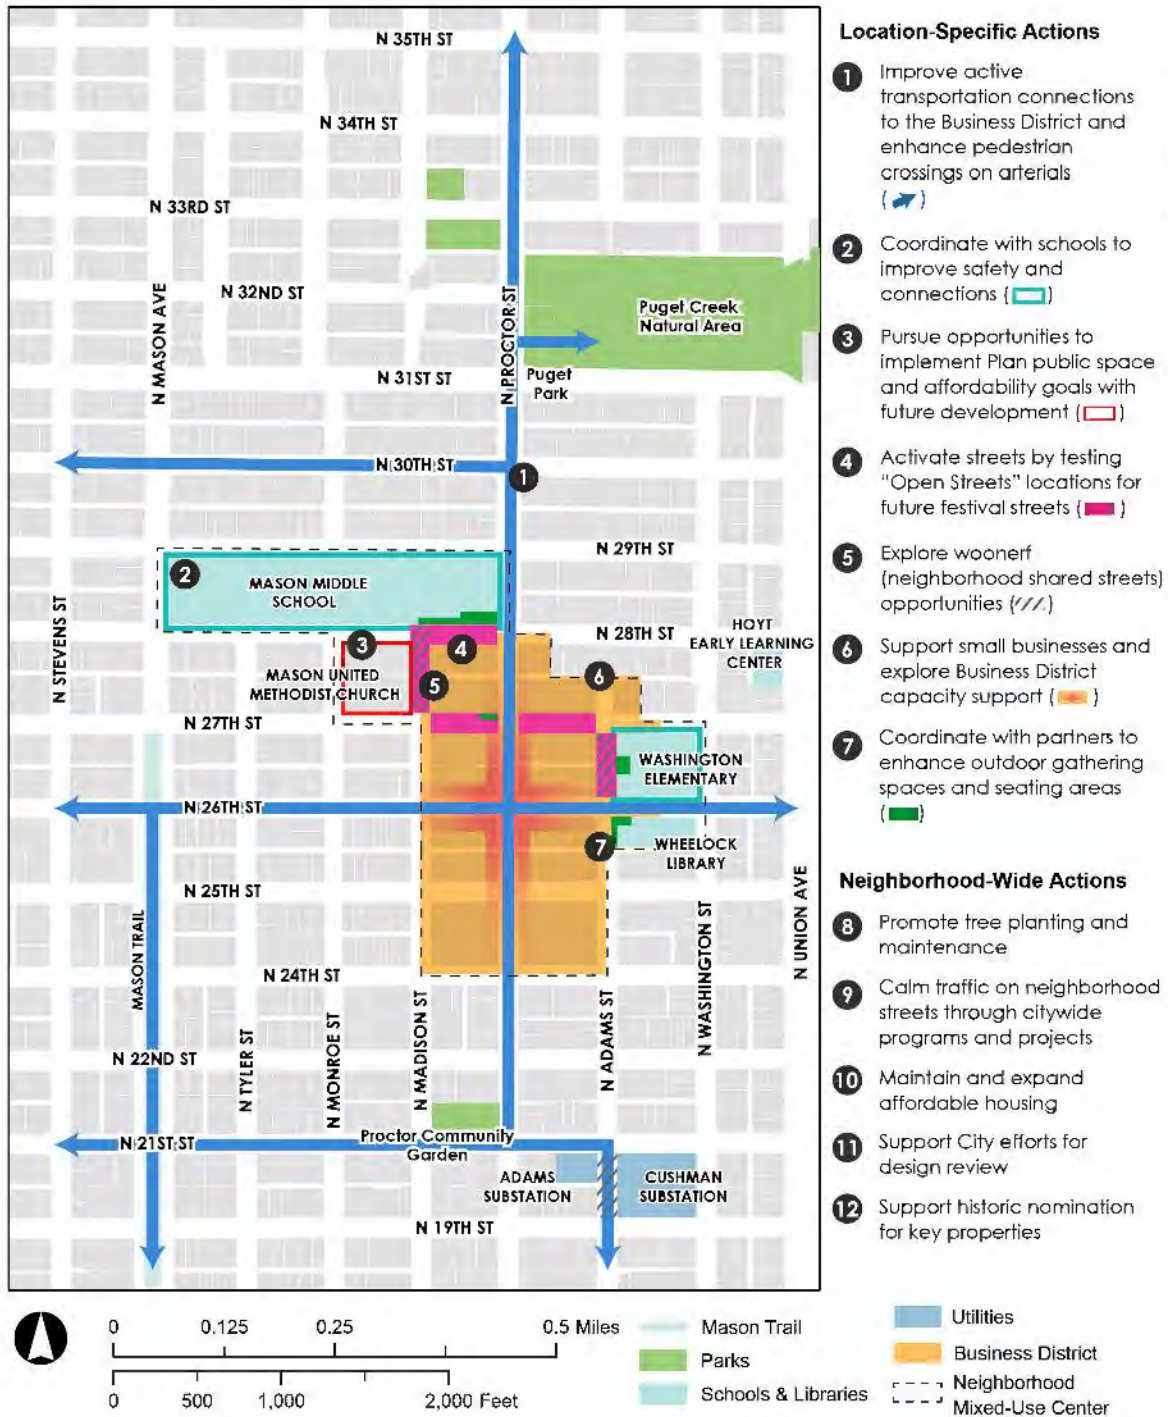 N 35TH ST
N 34TH ST
N 33RD ST
N 32ND ST
N MASON AVE
N PROCTOR ST
Puget Creek
Natural Area
N 31ST ST
Puget
Park
N 30TH ST
1
N 29TH ST
2
MASON MIDDLE
SCHOOL
N STEVENS ST
3
4
N 28TH ST
HOYT
EARLY LEARNING
CENTER
MASON UNITED
METHODIST CHURCH
5
6
N 27TH ST
WASHINGTON
ELEMENTARY
N 26TH ST
7
WHEELOCK
LIBRARY
N 25TH ST
MASON TRAIL
N UNION AVE
N 24TH ST
N WASHINGTON ST
N TYLER ST
N MONROE ST
N MADISON ST
N ADAMS ST
N 22ND ST
N 21ST ST
Proctor Community
Garden
ADAMS
SUBSTATION
CUSHMAN
SUBSTATION
N 19TH ST
Location-Specific Actions
1 Improve active
transportation connections
to the Business District and
enhance pedestrian
crossings on arterials
( )
2 Coordinate with schools to
improve safety and
connections ( )
3 Pursue opportunities to
implement Plan public space
and affordability goals with
future development ( )
4 Activate streets by testing
"Open Streets" locations for
future festival streets ( )
5 Explore woonerf
(neighborhood shared streets)
opportunities ( )
6 Support small businesses and
explore Business District
capacity support ( )
7 Coordinate with partners to
enhance outdoor gathering
spaces and seating areas
( )
Neighborhood-Wide Actions
8 Promote tree planting and
maintenance
9 Calm traffic on neighborhood
streets through citywide
programs and projects
10 Maintain and expand
affordable housing
11 Support City efforts for
design review
12 Support historic nomination
for key properties
0 0.125 0.25 0.5 Miles
0 500 1,000 2,000 Feet
Mason Trail
Parks
Schools & Libraries
Utilities
Business District
Neighborhood
Mixed-Use Center